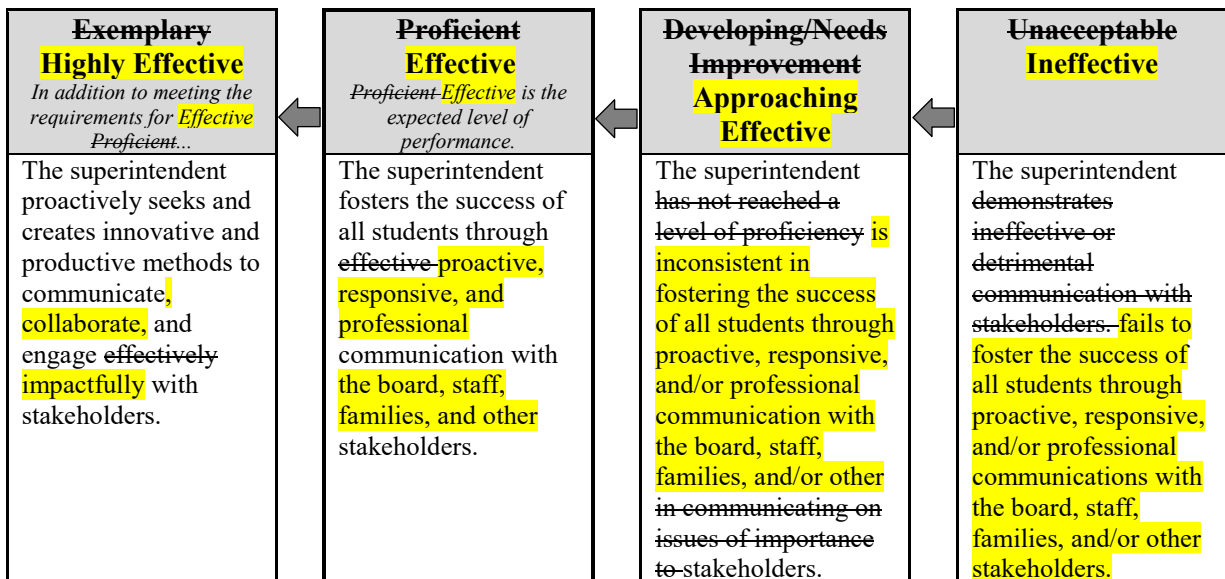 Exemplary
Highly Effective
In addition to meeting the
requirements for Effective
Proficient...
The superintendent
proactively seeks and
creates innovative and
productive methods to
communicate,
collaborate, and
engage effectively
impactfully with
stakeholders.
Proficient
Effective
Proficient Effective is the
expected level of
performance.
The superintendent
fosters the success of
all students through
effective proactive,
responsive, and
professional
communication with
the board, staff,
families, and other
stakeholders.
Developing/Needs
Improvement
Approaching
Effective
The superintendent
has not reached a
level of proficiency is
inconsistent in
fostering the success
of all students through
proactive, responsive,
and/or professional
communication with
the board, staff,
families, and/or other
in communicating on
issues of importance
to stakeholders.
Unacceptable
Ineffective
The superintendent
demonstrates
ineffective or
detrimental
communication with
stakeholders. fails to
foster the success of
all students through
proactive, responsive,
and/or professional
communications with
the board, staff,
families, and/or other
stakeholders.